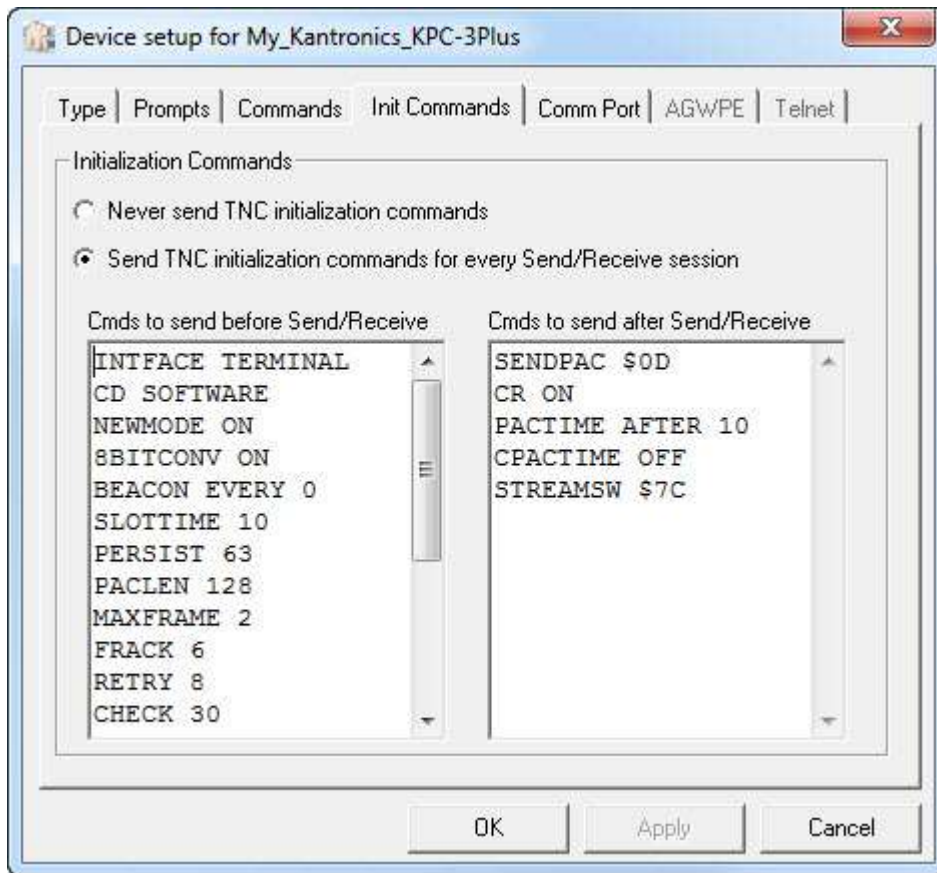 Device setup for My_Kantronics_KPC-3Plus
Type Prompts Commands Init Commands Comm Port AGWPE Telnet
Initialization Commands
Never send TNC initialization commands
Send TNC initialization commands for every Send/Receive session
Cmds to send before Send/Receive
INTFACE TERMINAL
CD SOFTWARE
NEWMODE ON
8BITCONV ON
BEACON EVERY 0
SLOTTIME 10
PERSIST 63
PACLEN 128
MAXFRAME 2
FRACK 6
RETRY 8
CHECK 30
Cmds to send after Send/Receive
SENDPAC $0D
CR ON
PACTIME AFTER 10
CPACTIME OFF
STREAMSW $7C
OK Apply Cancel